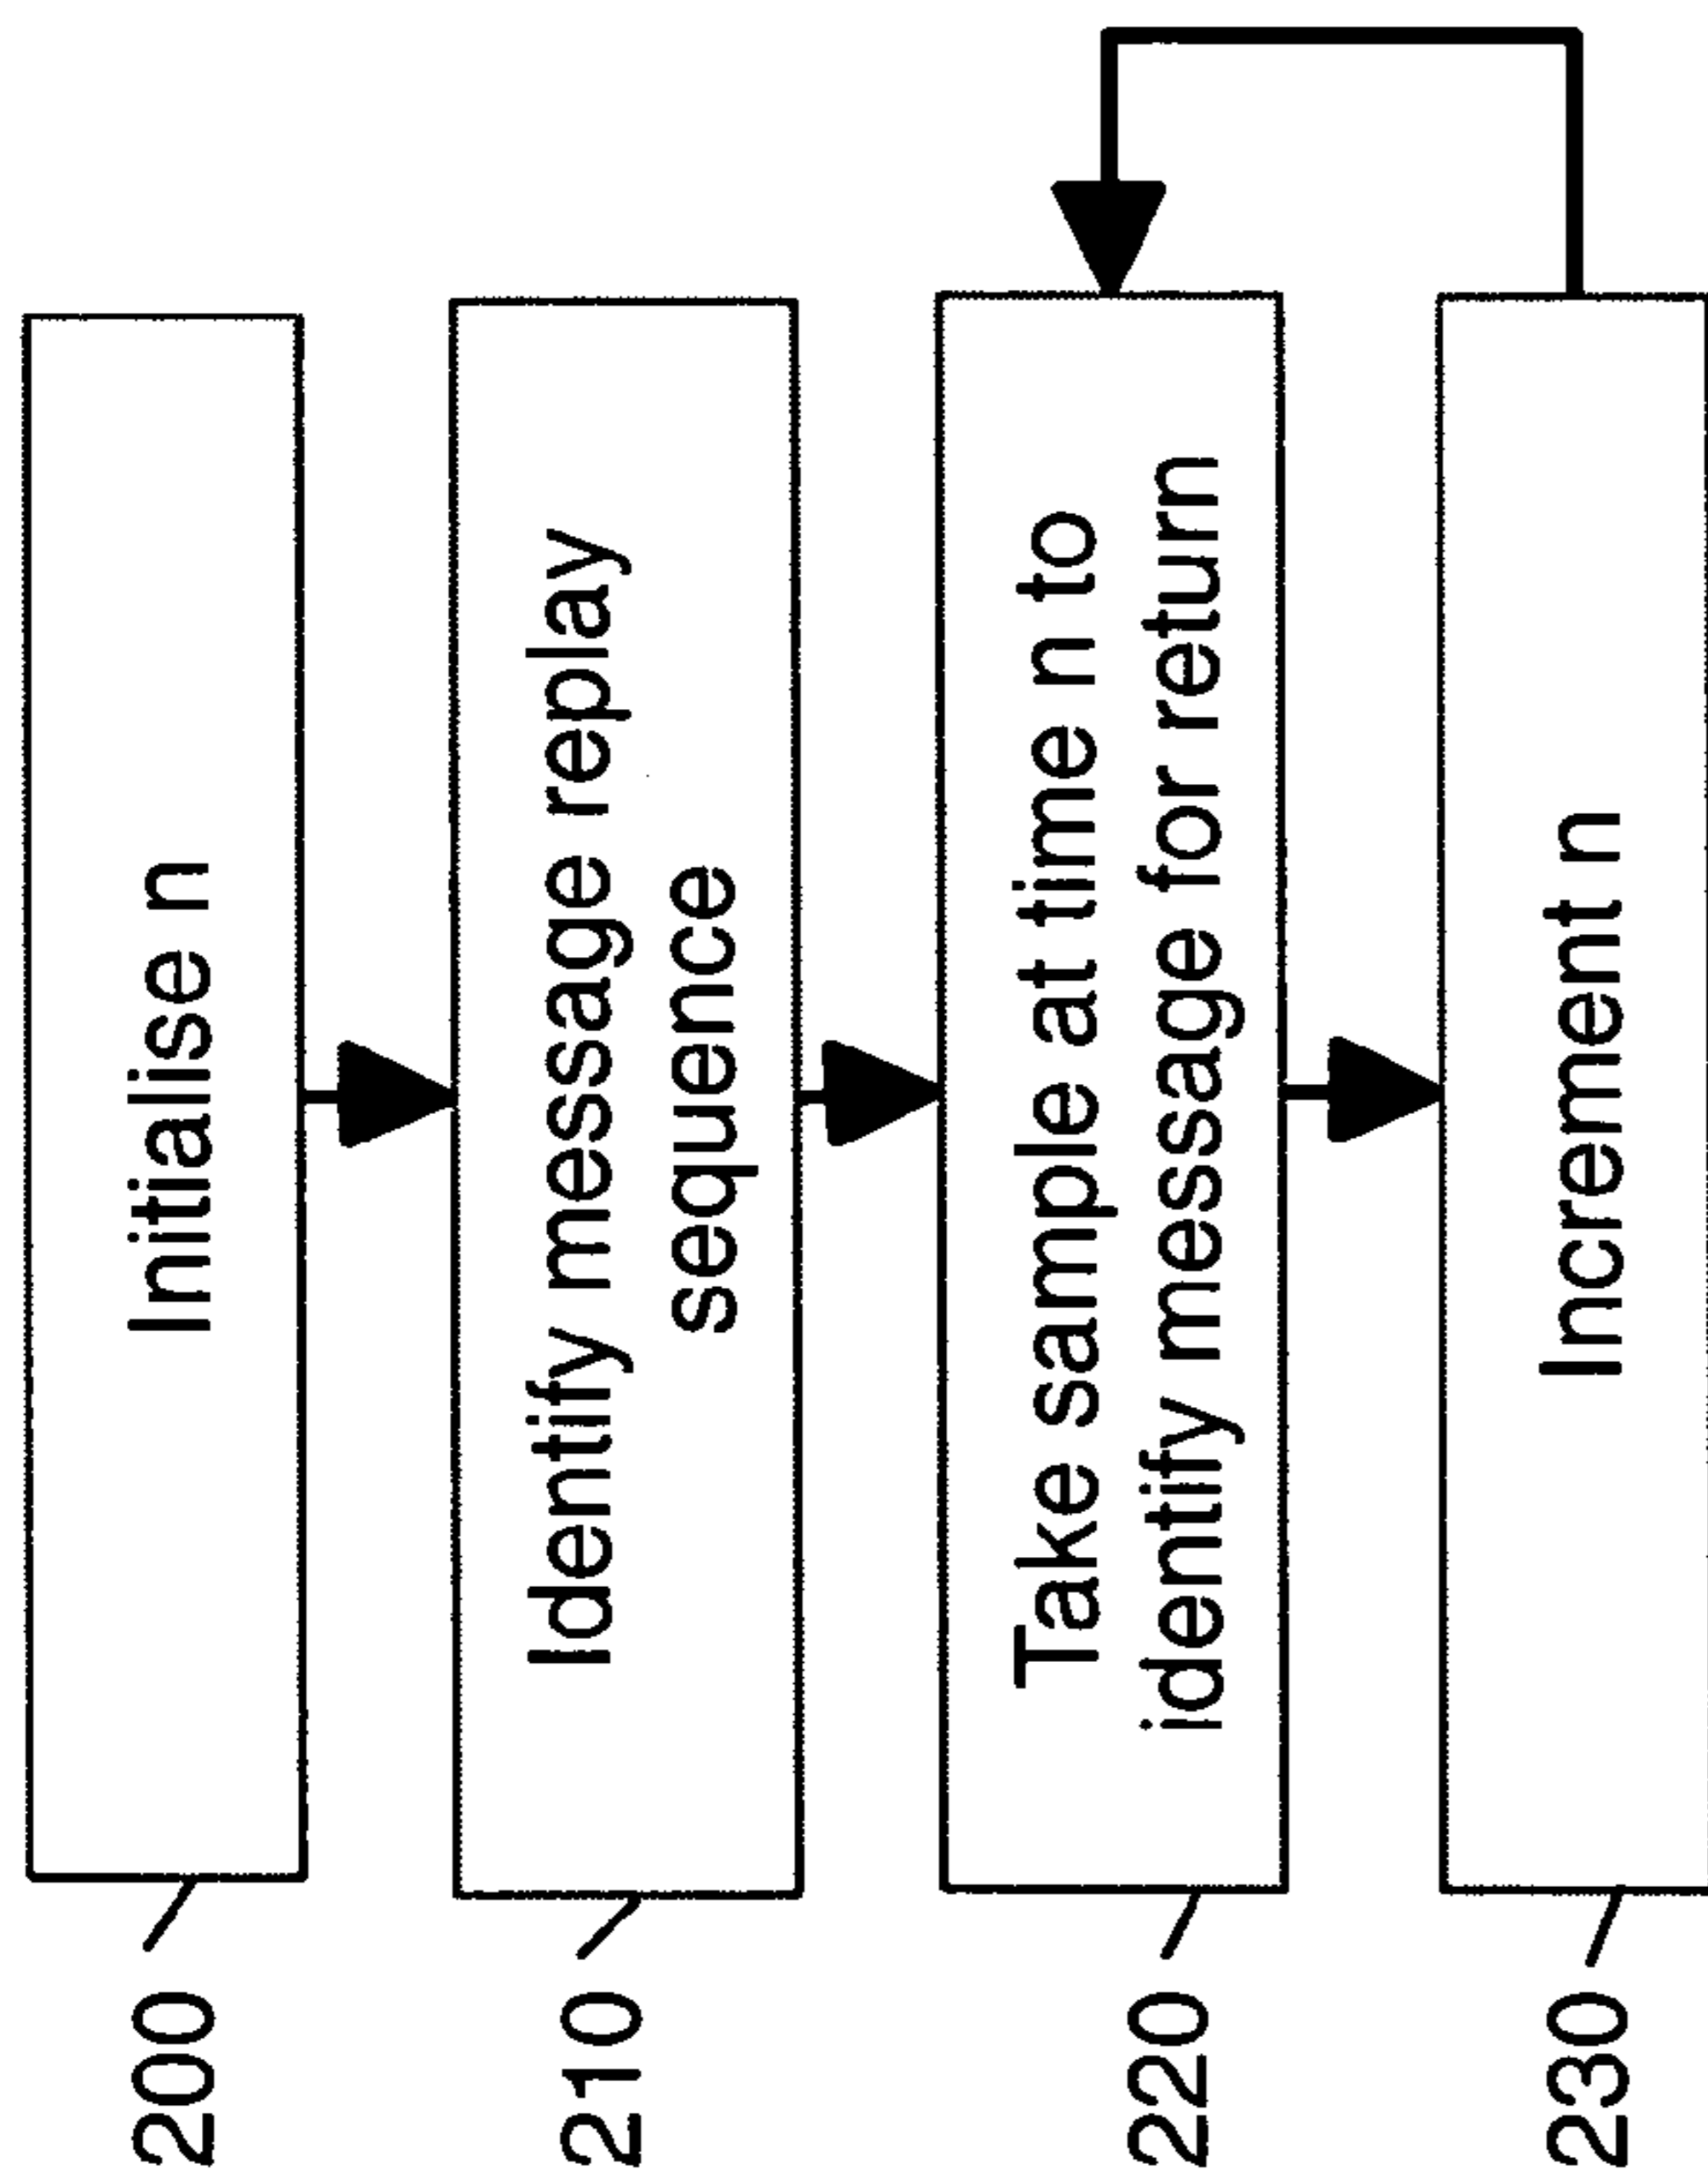 200
Initialise n
210
Identify message replay
sequence
220
Take sample at time n to
identify message for return
230
Increment n